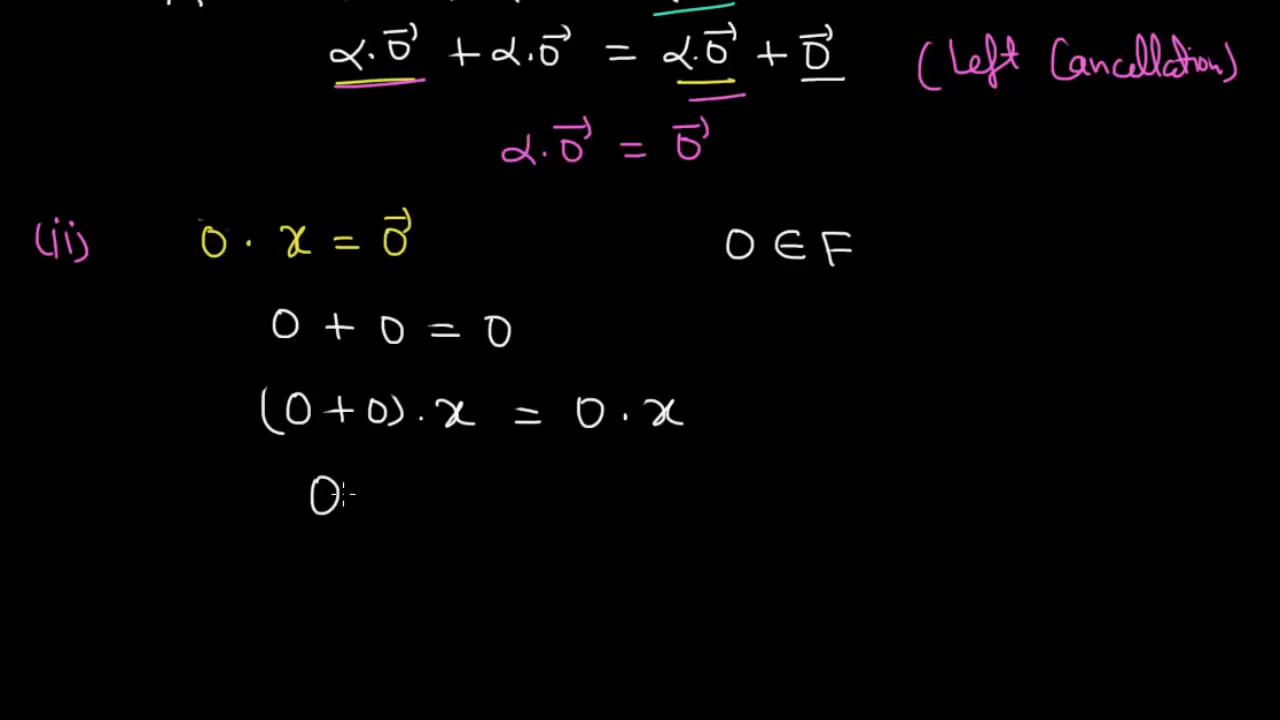 α.0⃗ + α.0⃗ = α.0⃗ + 0⃗ (Left Cancellation)
α.0⃗ = 0⃗
(ii) 0 . x = 0⃗ 0 ∈ F
0 + 0 = 0
(0+0) . x = 0 . x
0